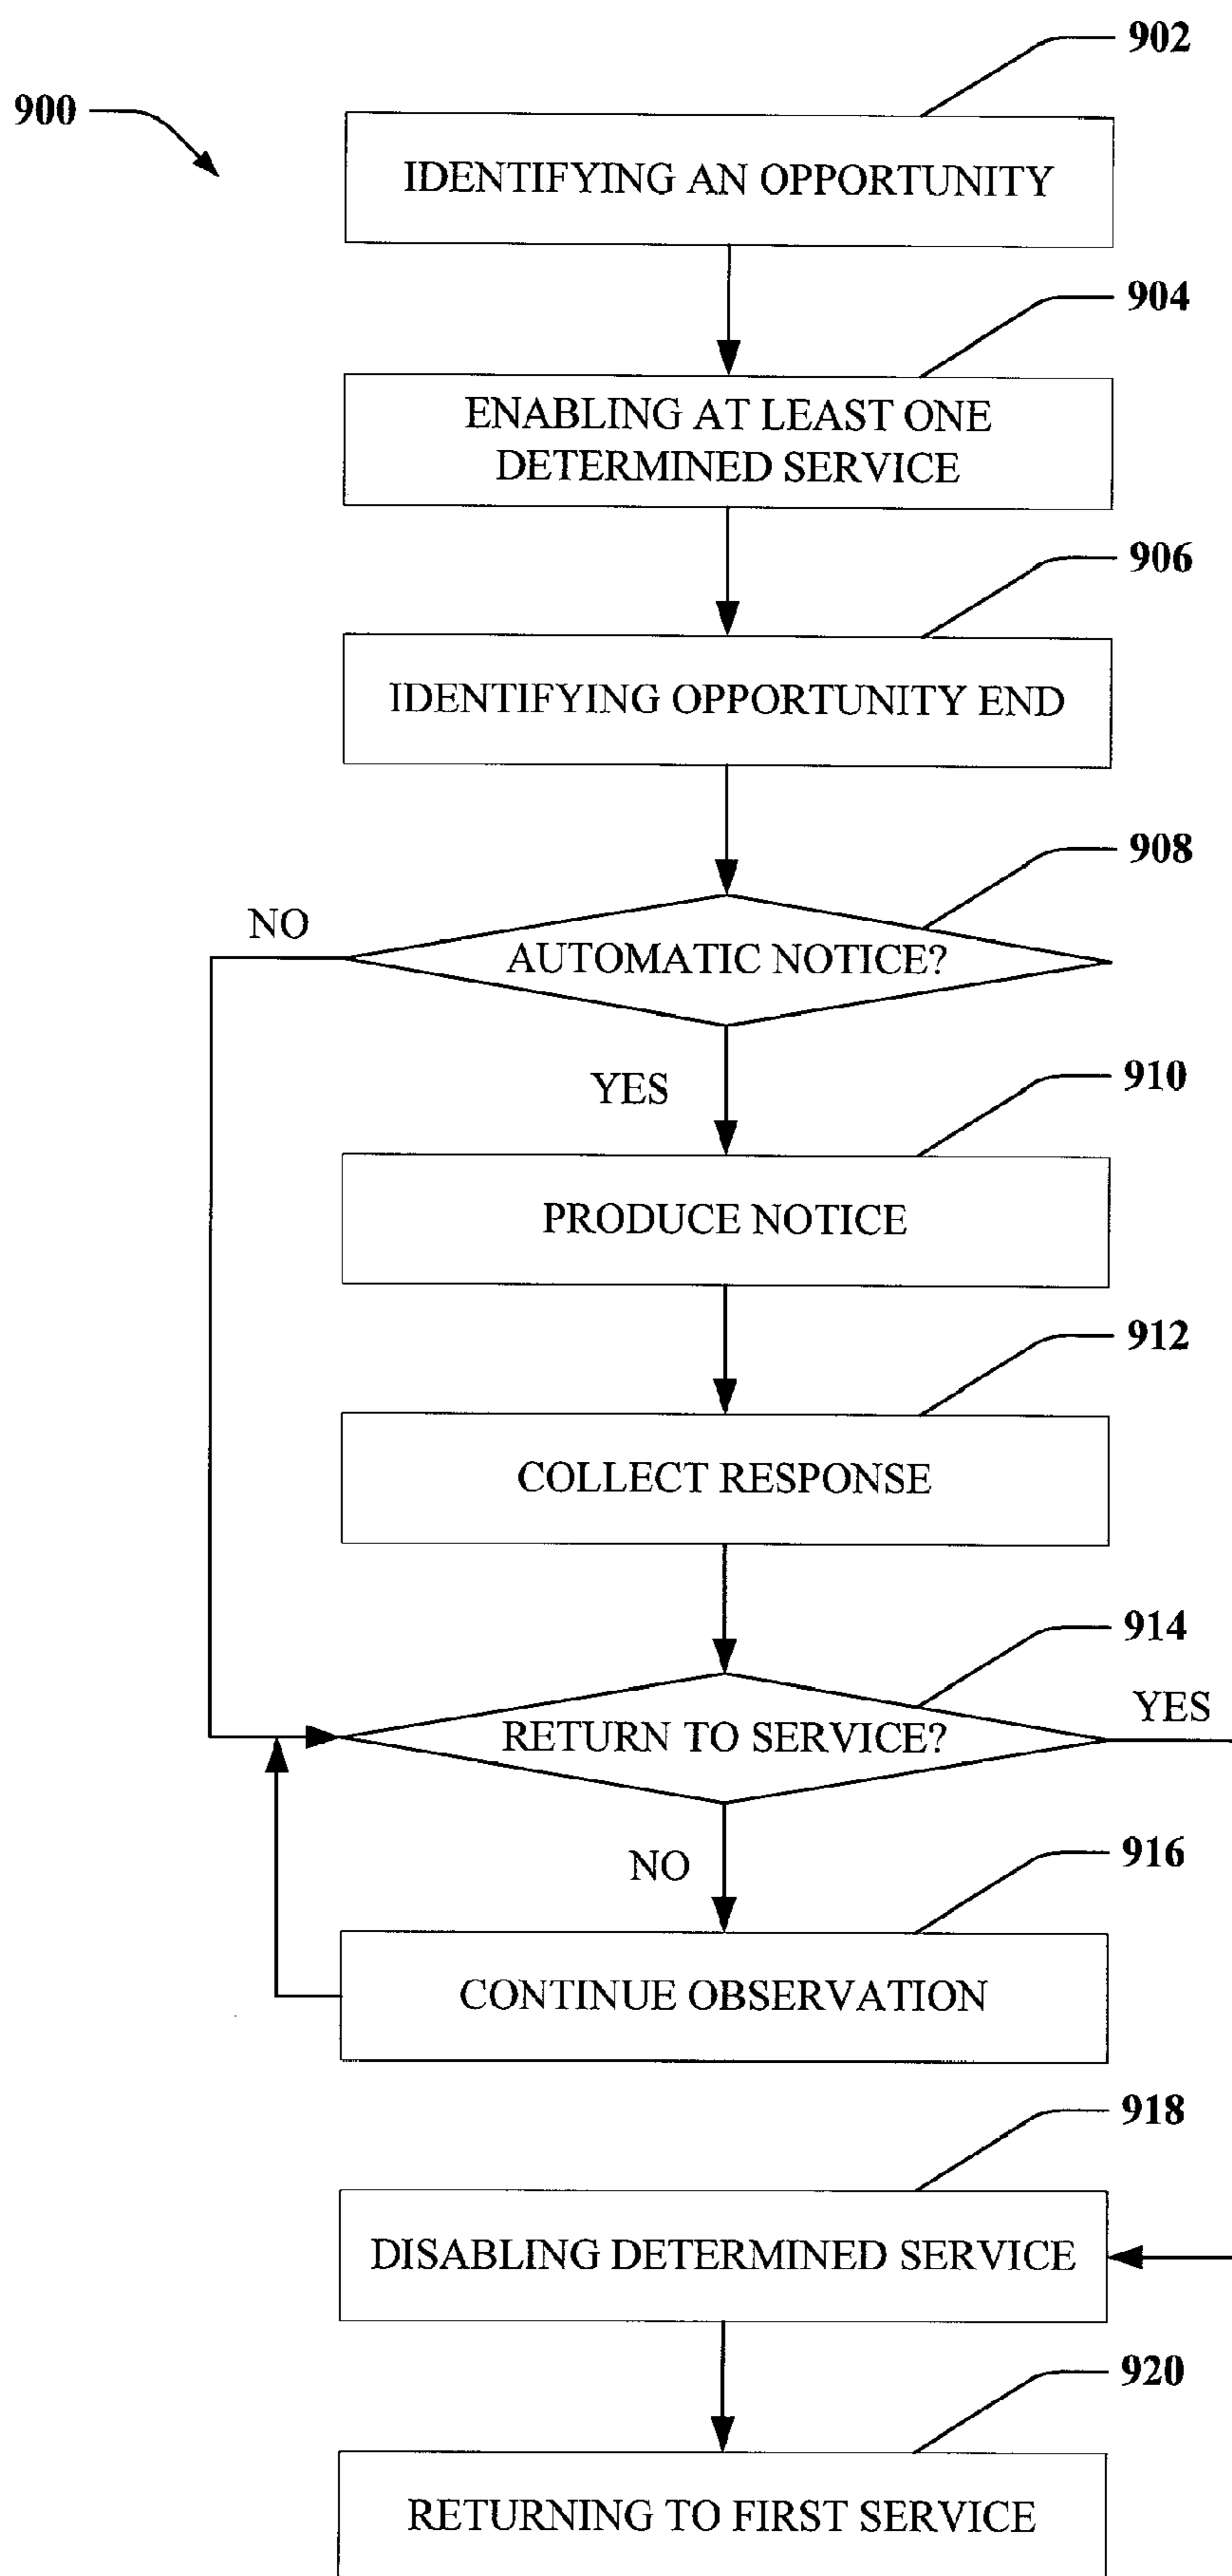 902
900
IDENTIFYING AN OPPORTUNITY
904
ENABLING AT LEAST ONE
DETERMINED SERVICE
906
IDENTIFYING OPPORTUNITY END
908
NO
AUTOMATIC NOTICE?
YES
910
PRODUCE NOTICE
912
COLLECT RESPONSE
914
YES
RETURN TO SERVICE?
NO
916
CONTINUE OBSERVATION
918
DISABLING DETERMINED SERVICE
920
RETURNING TO FIRST SERVICE